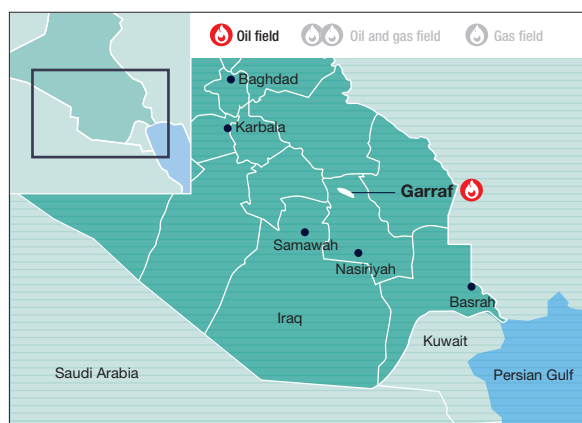 Oil field
Oil and gas field
Gas field
Baghdad
Karbala
Garraf
Samawah
Nasiriyah
Basrah
Iraq
Kuwait
Saudi Arabia
Persian Gulf